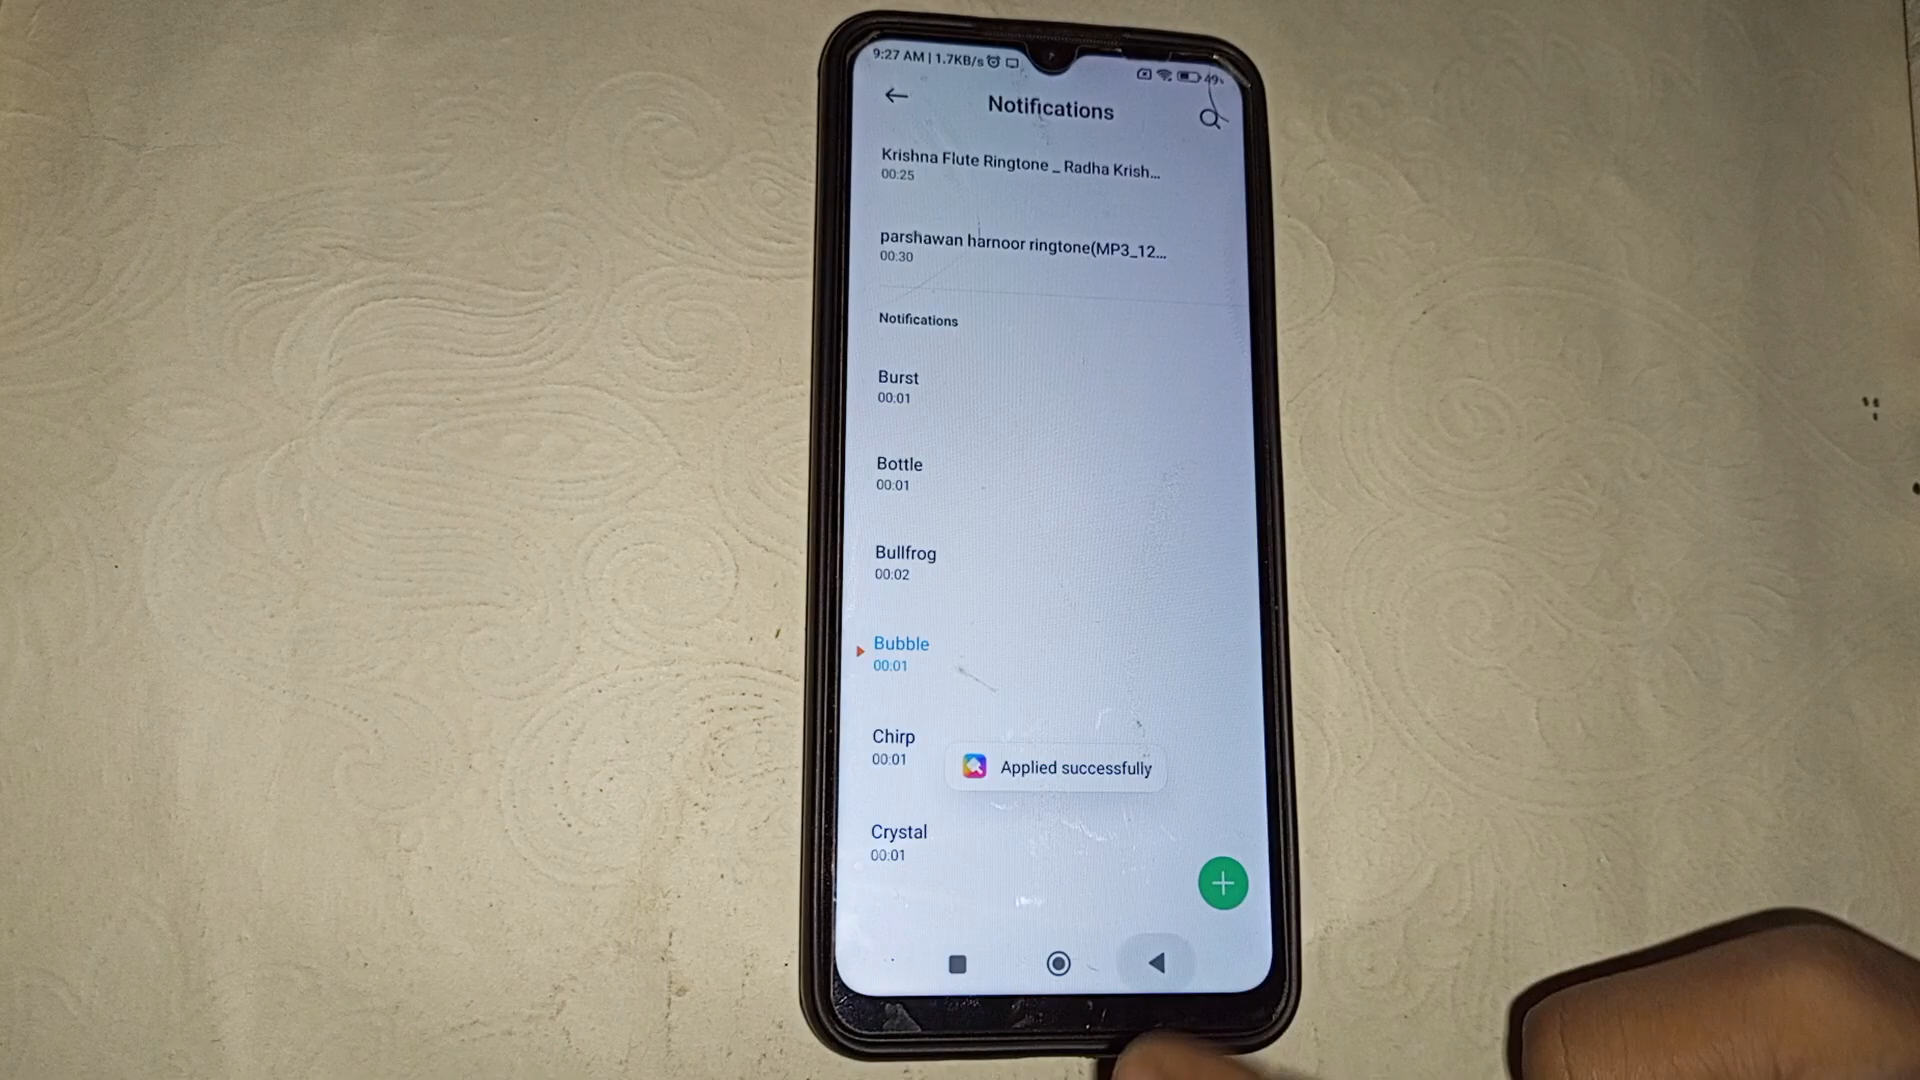 9:27 AM | 1.7KB/s
49%
Notifications
Krishna Flute Ringtone _ Radha Krish...
00:25
parshawan harnoor ringtone(MP3_12...
00:30
Notifications
Burst
00:01
Bottle
00:01
Bullfrog
00:02
Bubble
00:01
Chirp
00:01
Applied successfully
Crystal
00:01